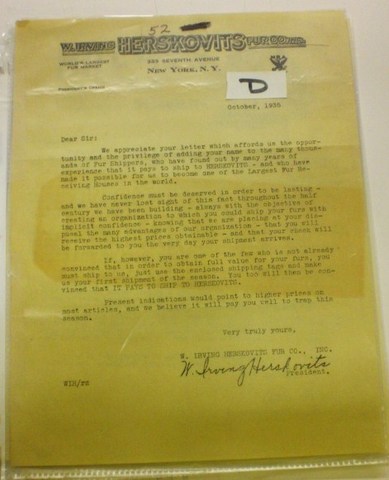 52
W. IRVING HERSKOVITS FUR CO. INC.
WORLD'S LARGEST
FUR MARKET
333 SEVENTH AVENUE
NEW YORK, N.Y.
PRESIDENT'S OFFICE
D
October, 1935
Dear Sir:
We appreciate your letter which affords us the oppor-
tunity and the privilege of adding your name to the many thou-
sands of Fur Shippers, who have found out by many years of
experience that it pays to ship to HERSKOVITS - and who have
made it possible for us to become one of the Largest Fur Re-
ceiving Houses in the world.
Confidence must be deserved in order to be lasting -
and we have never lost sight of this fact throughout the half
century we have been building - always with the objective of
creating an organization to which you could ship your furs with
implicit confidence - knowing that we are placing at your dis-
posal the many advantages of our organization - that you will
receive the highest prices obtainable - and that your check will
be forwarded to you the very day your shipment arrives.
If, however, you are one of the few who is not already
convinced that in order to obtain full value for your furs, you
must ship to us, just use the enclosed shipping tags and make
us your first shipment of the season. You too will then be con-
vinced that IT PAYS TO SHIP TO HERSKOVITS.
Present indications would point to higher prices on
most articles, and we believe it will pay you well to trap this
season.
Very truly yours,
W. IRVING HERSKOVITS FUR CO., INC.
W. Irving Herskovits
President.
WIH/rs